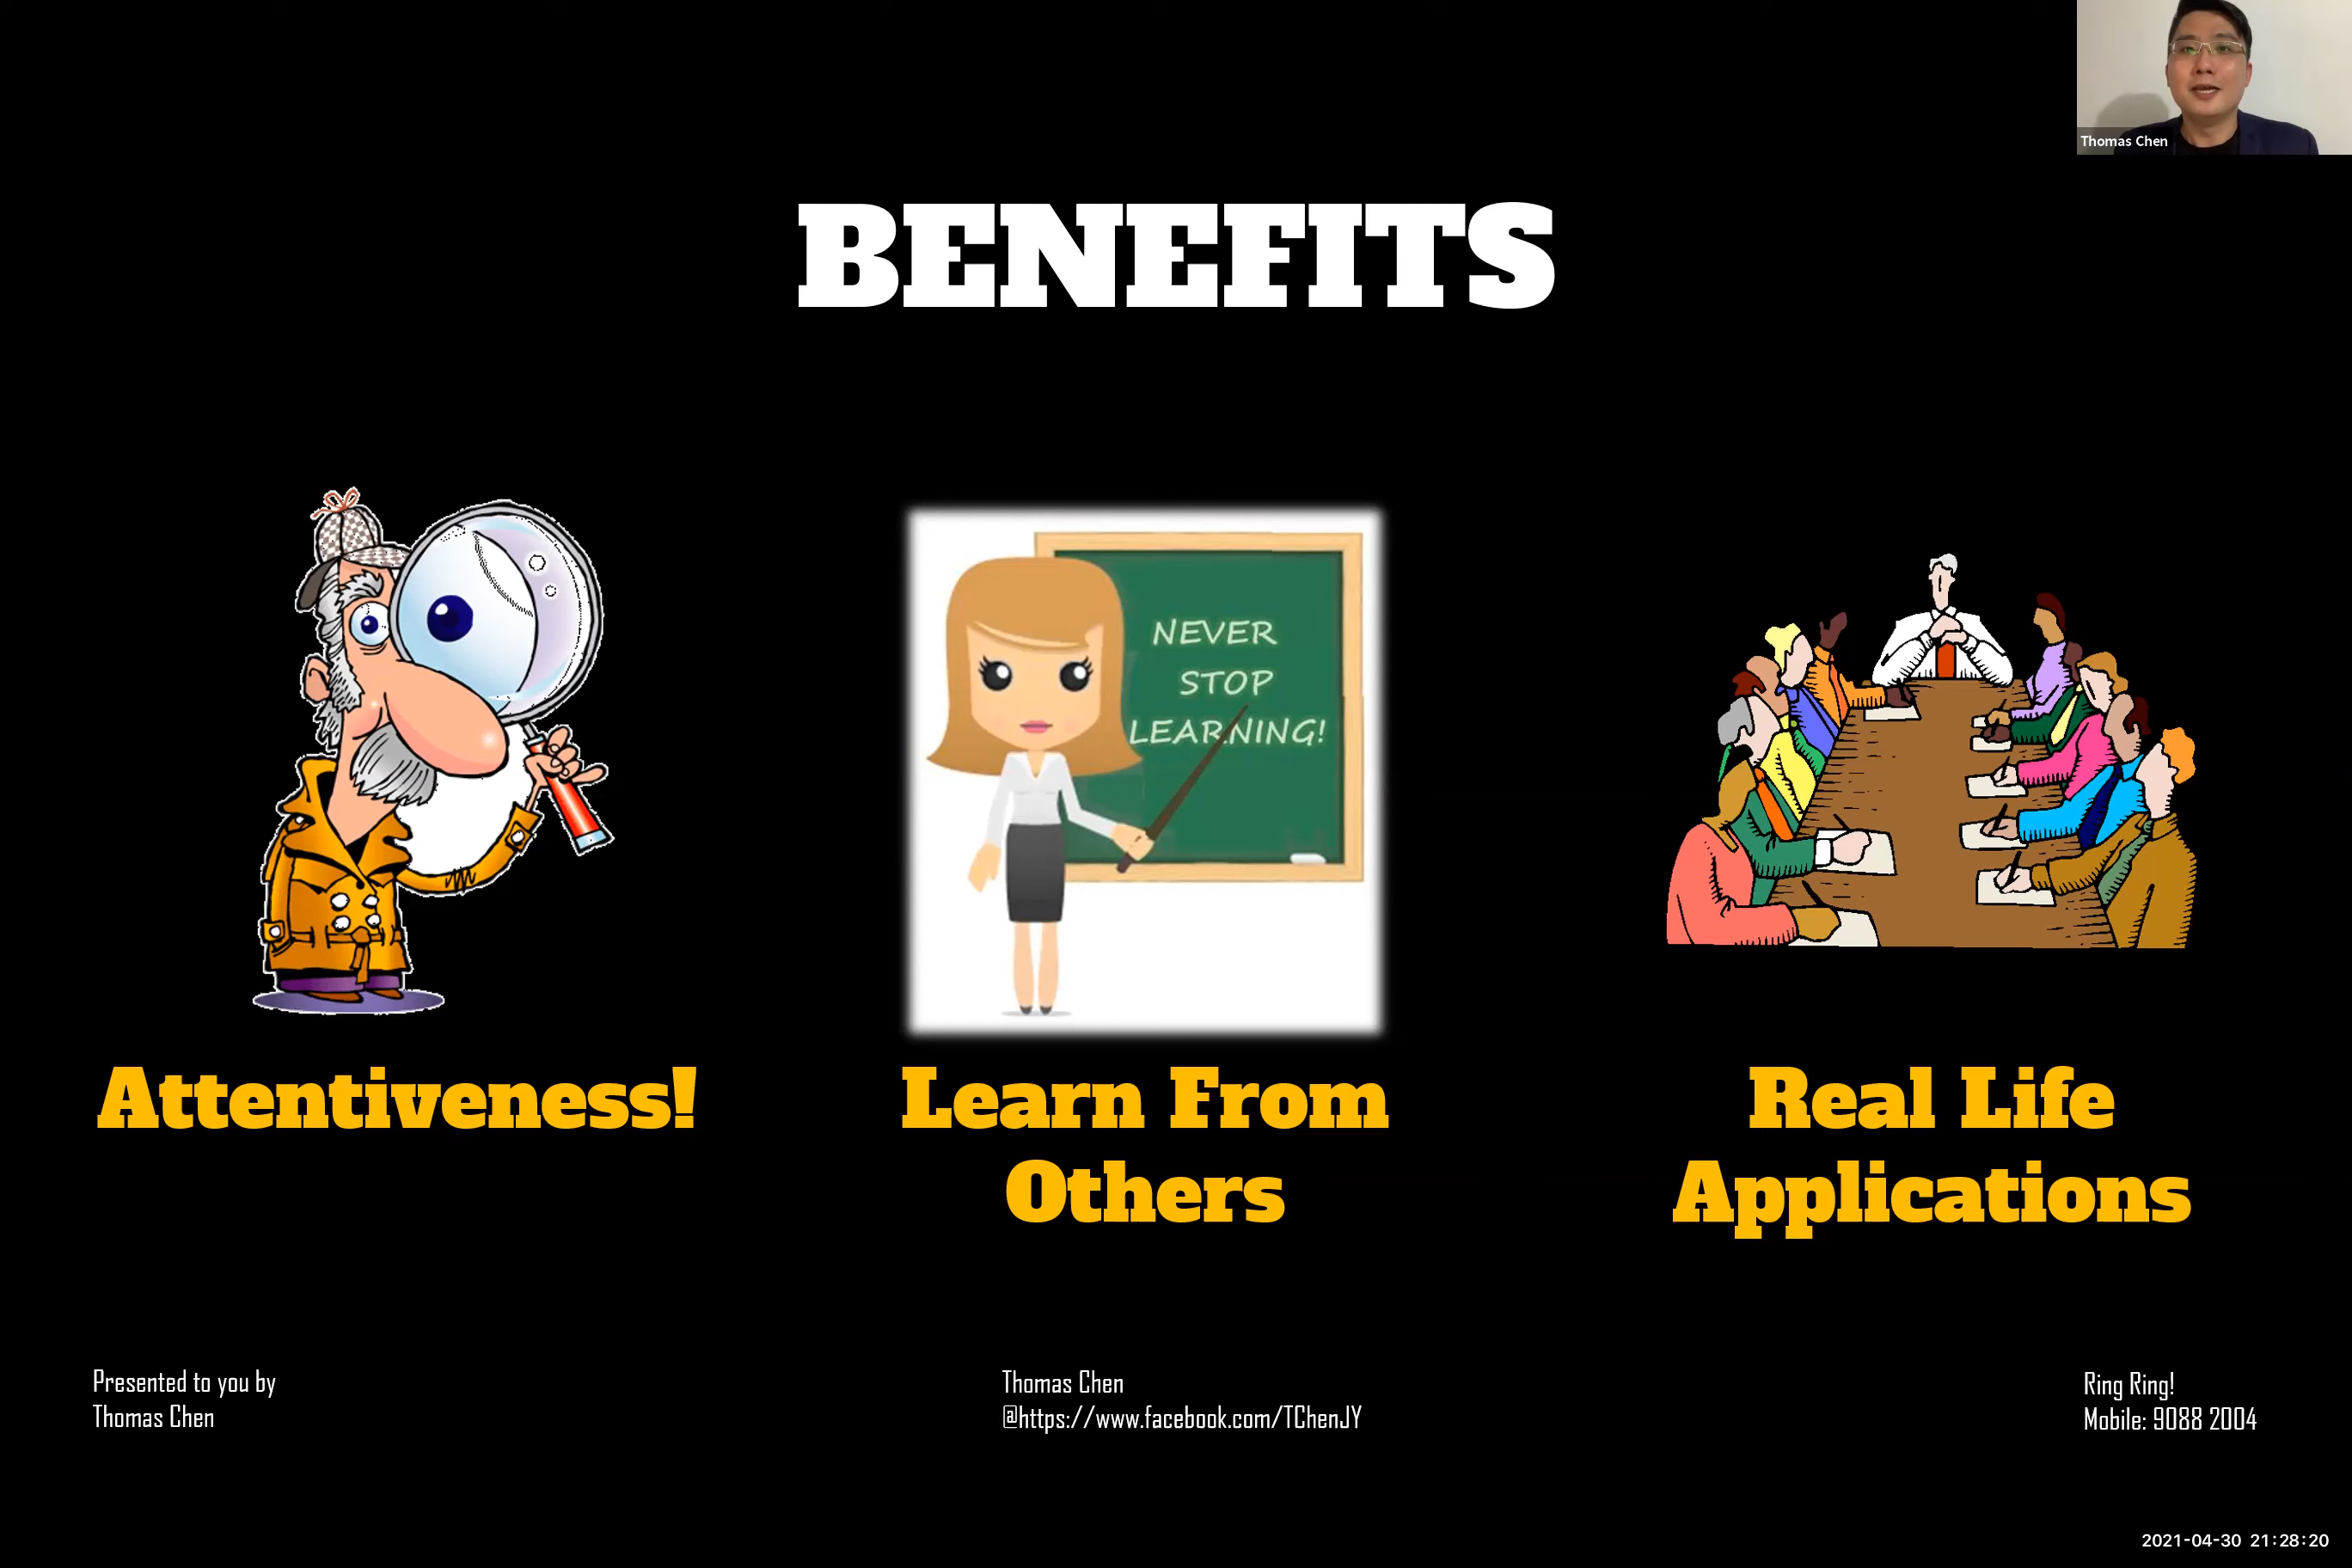 Thomas Chen
BENEFITS
NEVER
STOP
LEARNING!
Attentiveness!
Learn From
Others
Real Life
Applications
Presented to you by
Thomas Chen
Thomas Chen
@https://www.facebook.com/TChenJY
Ring Ring!
Mobile: 9088 2004
2021-04-30 21:28:20